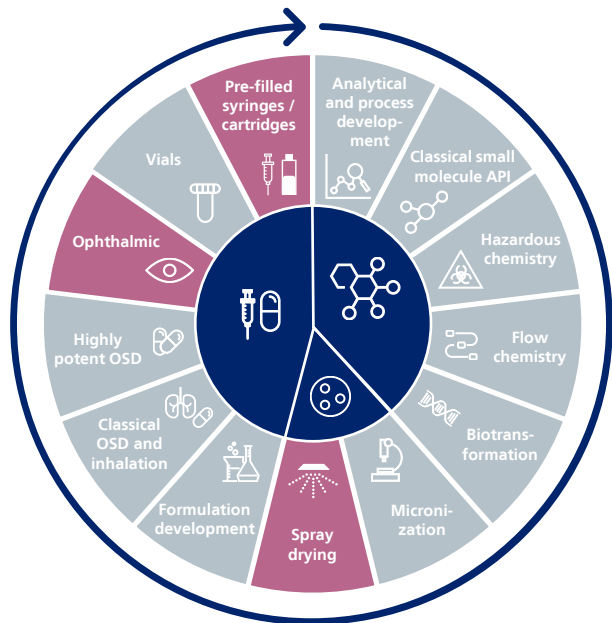 Analytical
and process
develop-
ment
Classical small
molecule API
Hazardous
chemistry
Flow
chemistry
Biotrans-
formation
Microni-
zation
Spray
drying
Formulation
development
Classical
OSD and
inhalation
Highly
potent OSD
Ophthalmic
Vials
Pre-filled
syringes /
cartridges